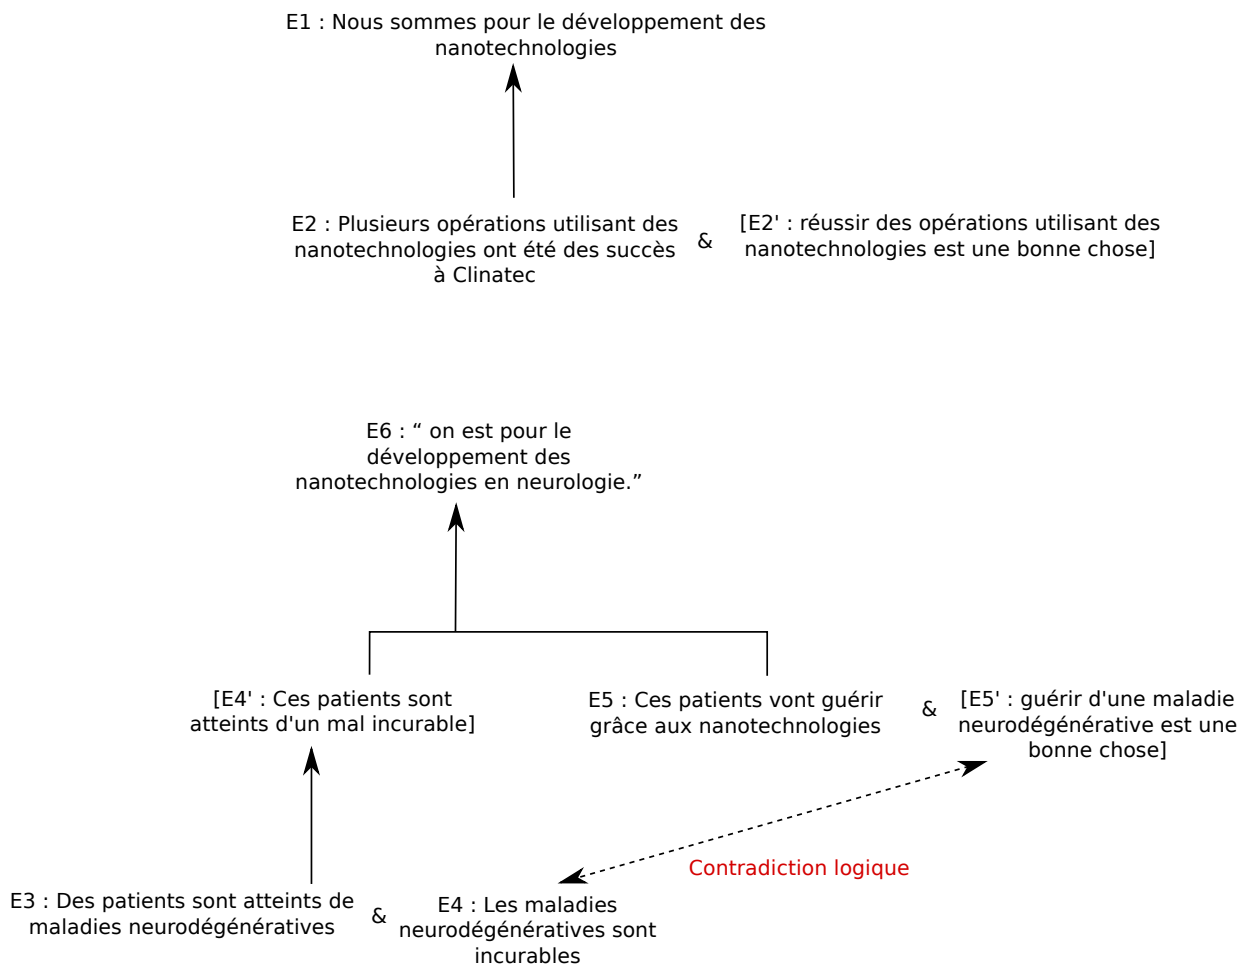 E1 : Nous sommes pour le développement des
nanotechnologies
E2 : Plusieurs opérations utilisant des
nanotechnologies ont été des succès
à Clinatec
&
[E2' : réussir des opérations utilisant des
nanotechnologies est une bonne chose]
E6 : “ on est pour le
développement des
nanotechnologies en neurologie.”
[E4' : Ces patients sont
atteints d'un mal incurable]
E5 : Ces patients vont guérir
grâce aux nanotechnologies
&
[E5' : guérir d'une maladie
neurodégénérative est une
bonne chose]
Contradiction logique
E3 : Des patients sont atteints de
maladies neurodégénératives
&
E4 : Les maladies
neurodégénératives sont
incurables